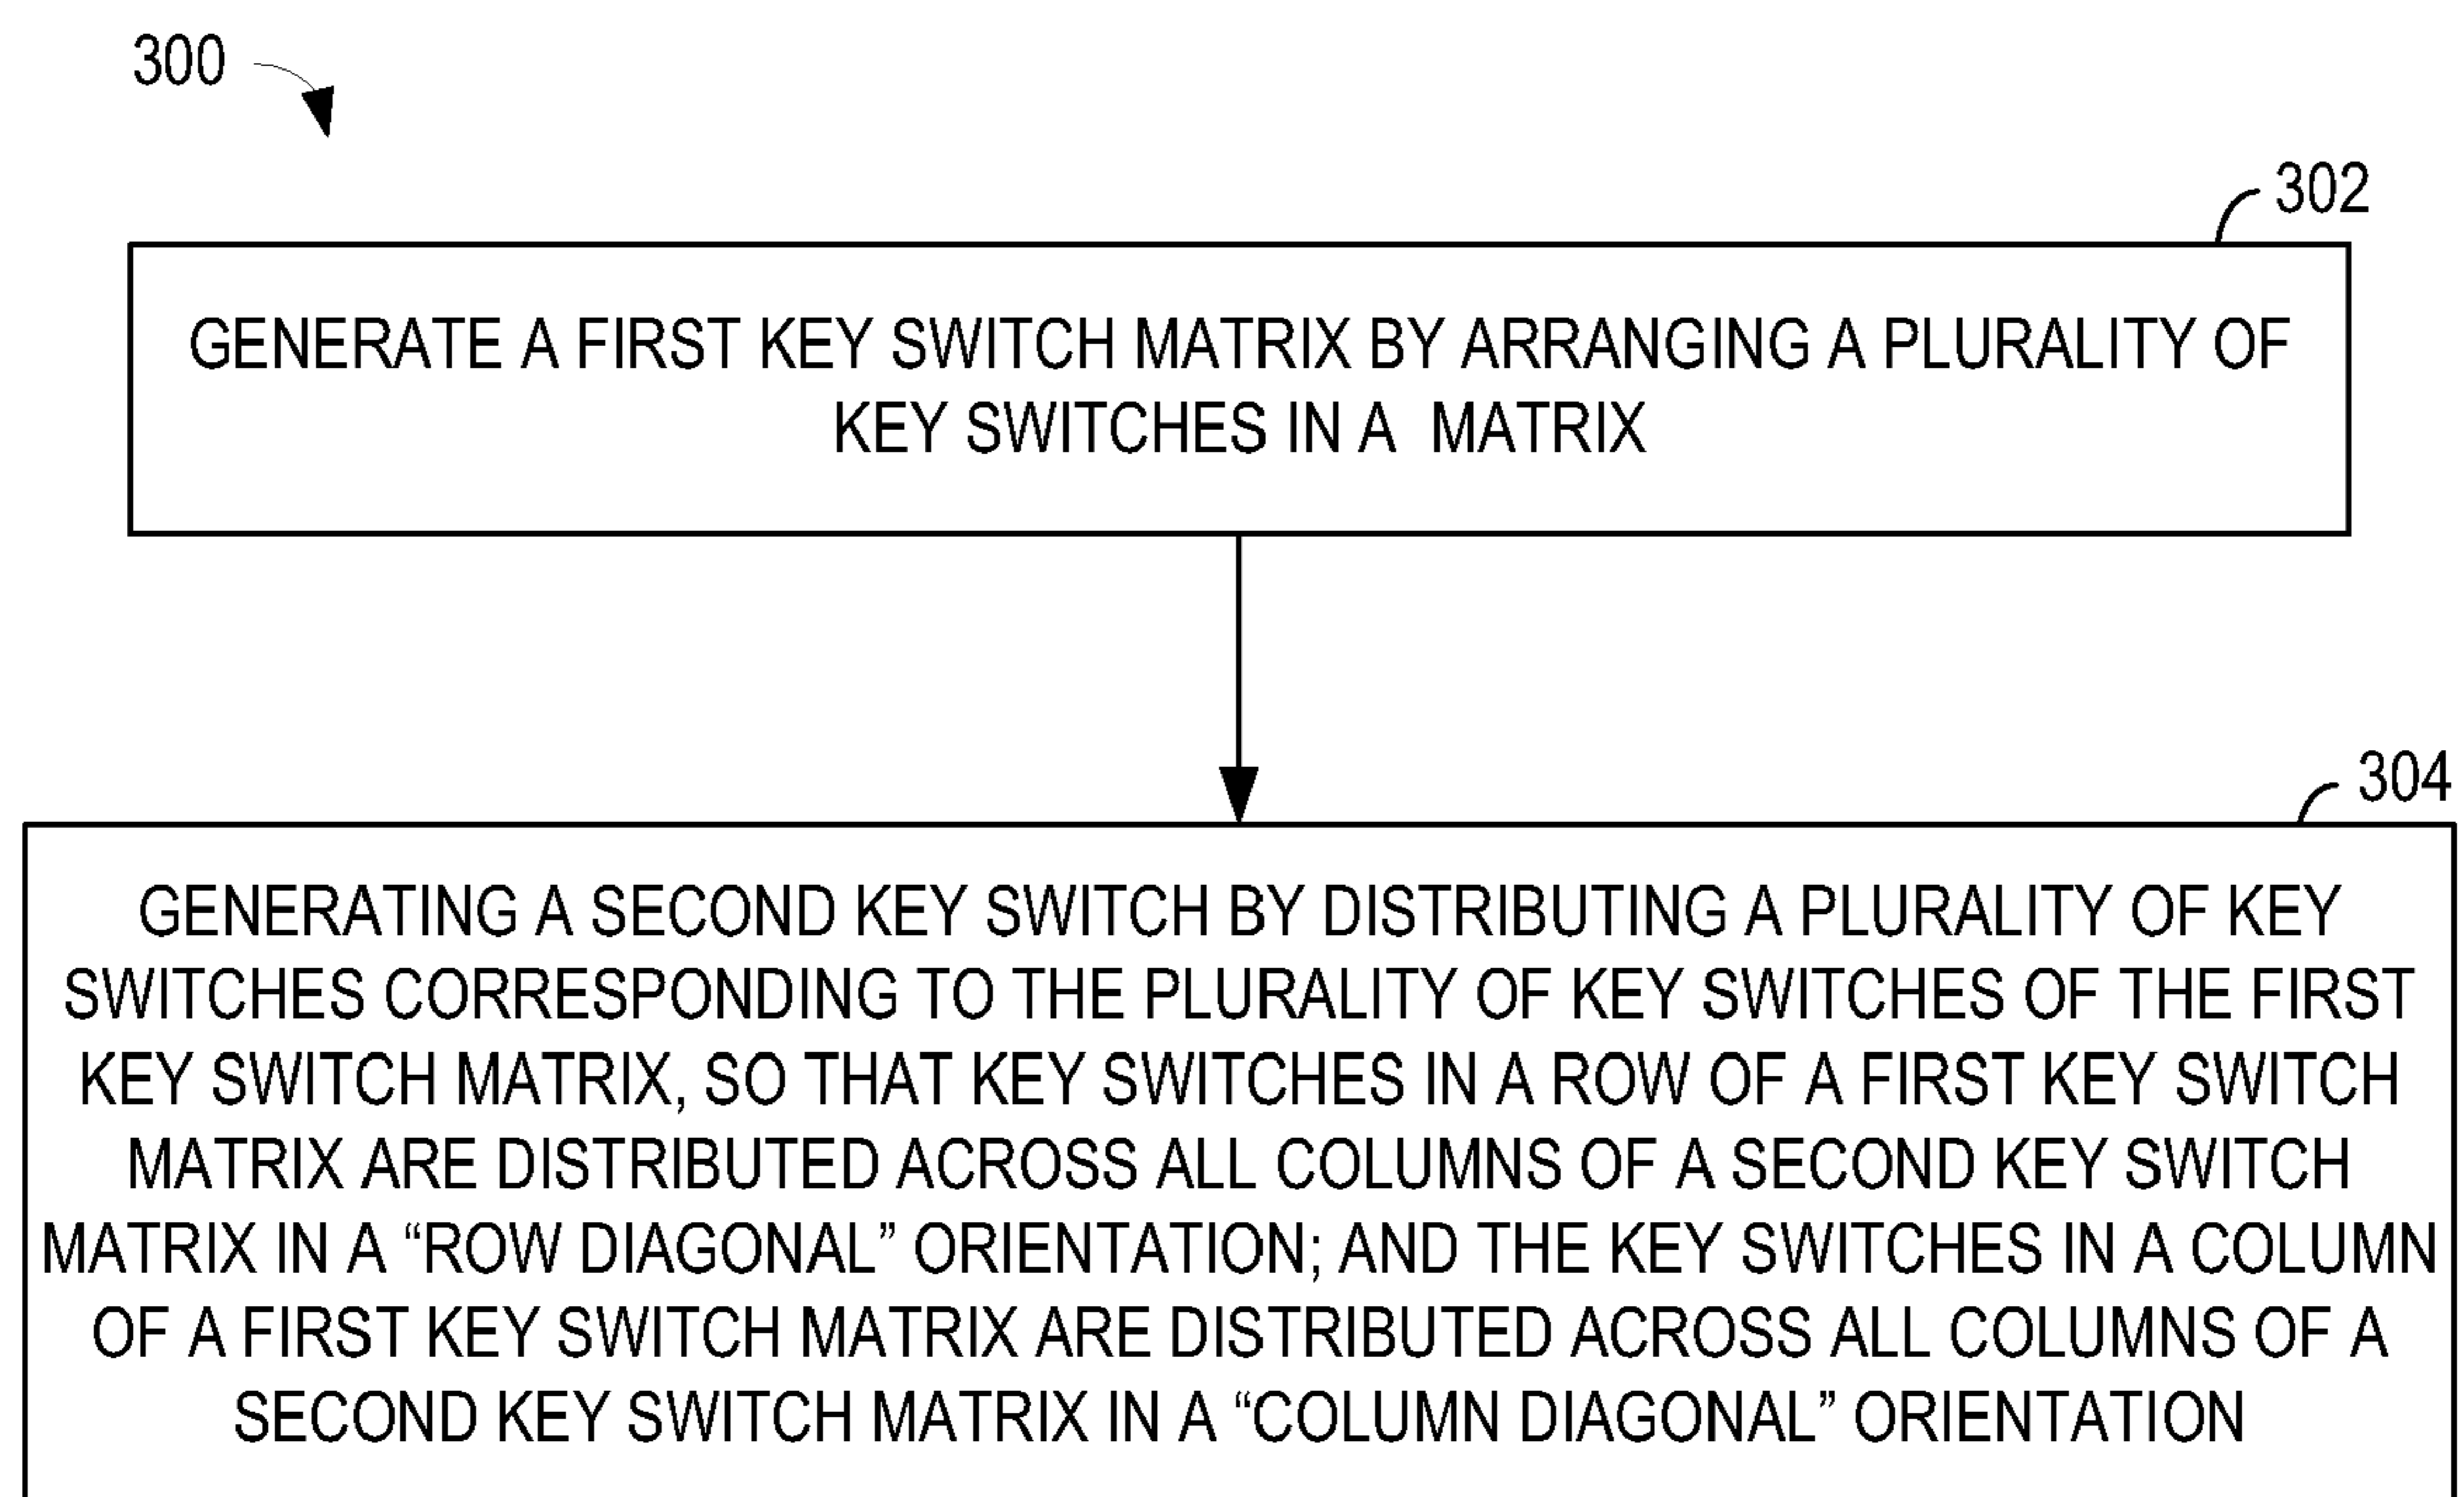 300
302
GENERATE A FIRST KEY SWITCH MATRIX BY ARRANGING A PLURALITY OF
KEY SWITCHES IN A MATRIX
304
GENERATING A SECOND KEY SWITCH BY DISTRIBUTING A PLURALITY OF KEY
SWITCHES CORRESPONDING TO THE PLURALITY OF KEY SWITCHES OF THE FIRST
KEY SWITCH MATRIX, SO THAT KEY SWITCHES IN A ROW OF A FIRST KEY SWITCH
MATRIX ARE DISTRIBUTED ACROSS ALL COLUMNS OF A SECOND KEY SWITCH
MATRIX IN A “ROW DIAGONAL” ORIENTATION; AND THE KEY SWITCHES IN A COLUMN
OF A FIRST KEY SWITCH MATRIX ARE DISTRIBUTED ACROSS ALL COLUMNS OF A
SECOND KEY SWITCH MATRIX IN A “COLUMN DIAGONAL” ORIENTATION